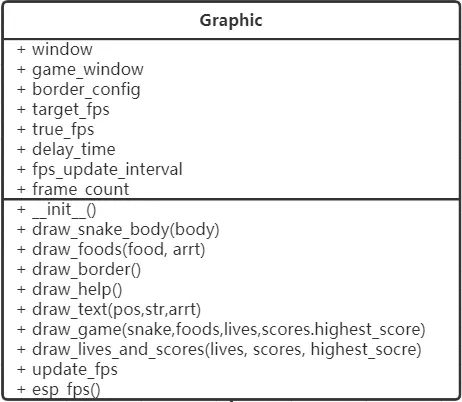 Graphic
+ window
+ game_window
+ border_config
+ target_fps
+ true_fps
+ delay_time
+ fps_update_interval
+ frame_count
+ __init__()
+ draw_snake_body(body)
+ draw_foods(food, arrt)
+ draw_border()
+ draw_help()
+ draw_text(pos,str,arrt)
+ draw_game(snake,foods,lives,scores.highest_score)
+ draw_lives_and_scores(lives, scores, highest_socre)
+ update_fps
+ esp_fps()